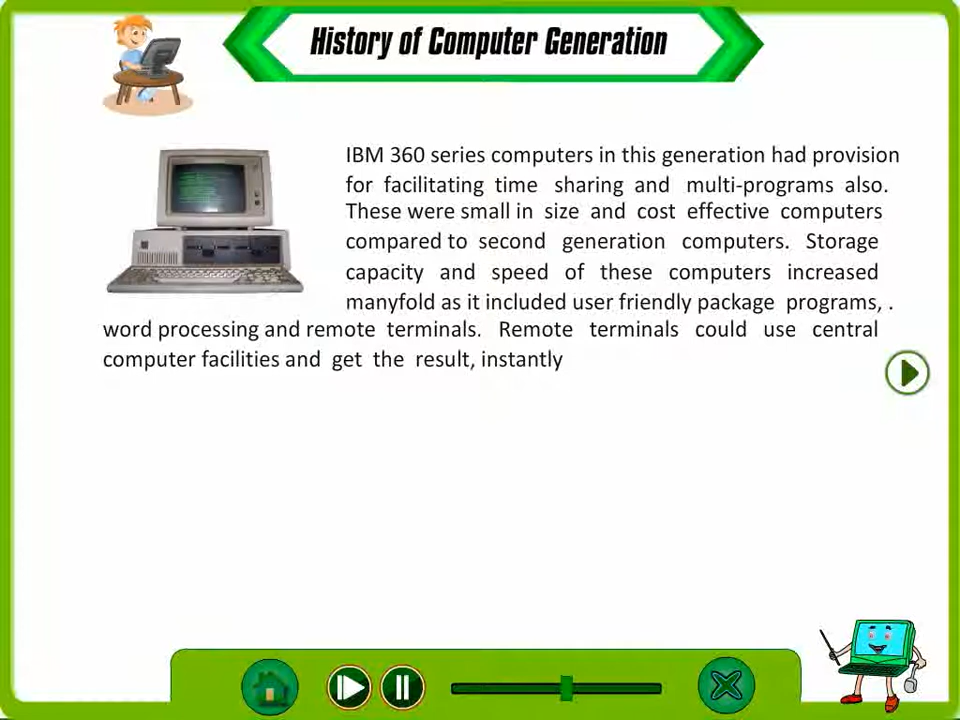 History of Computer Generation
IBM 360 series computers in this generation had provision
for facilitating time sharing and multi-programs also.
These were small in size and cost effective computers
compared to second generation computers. Storage
capacity and speed of these computers increased
manyfold as it included user friendly package programs, .
word processing and remote terminals. Remote terminals could use central
computer facilities and get the result, instantly